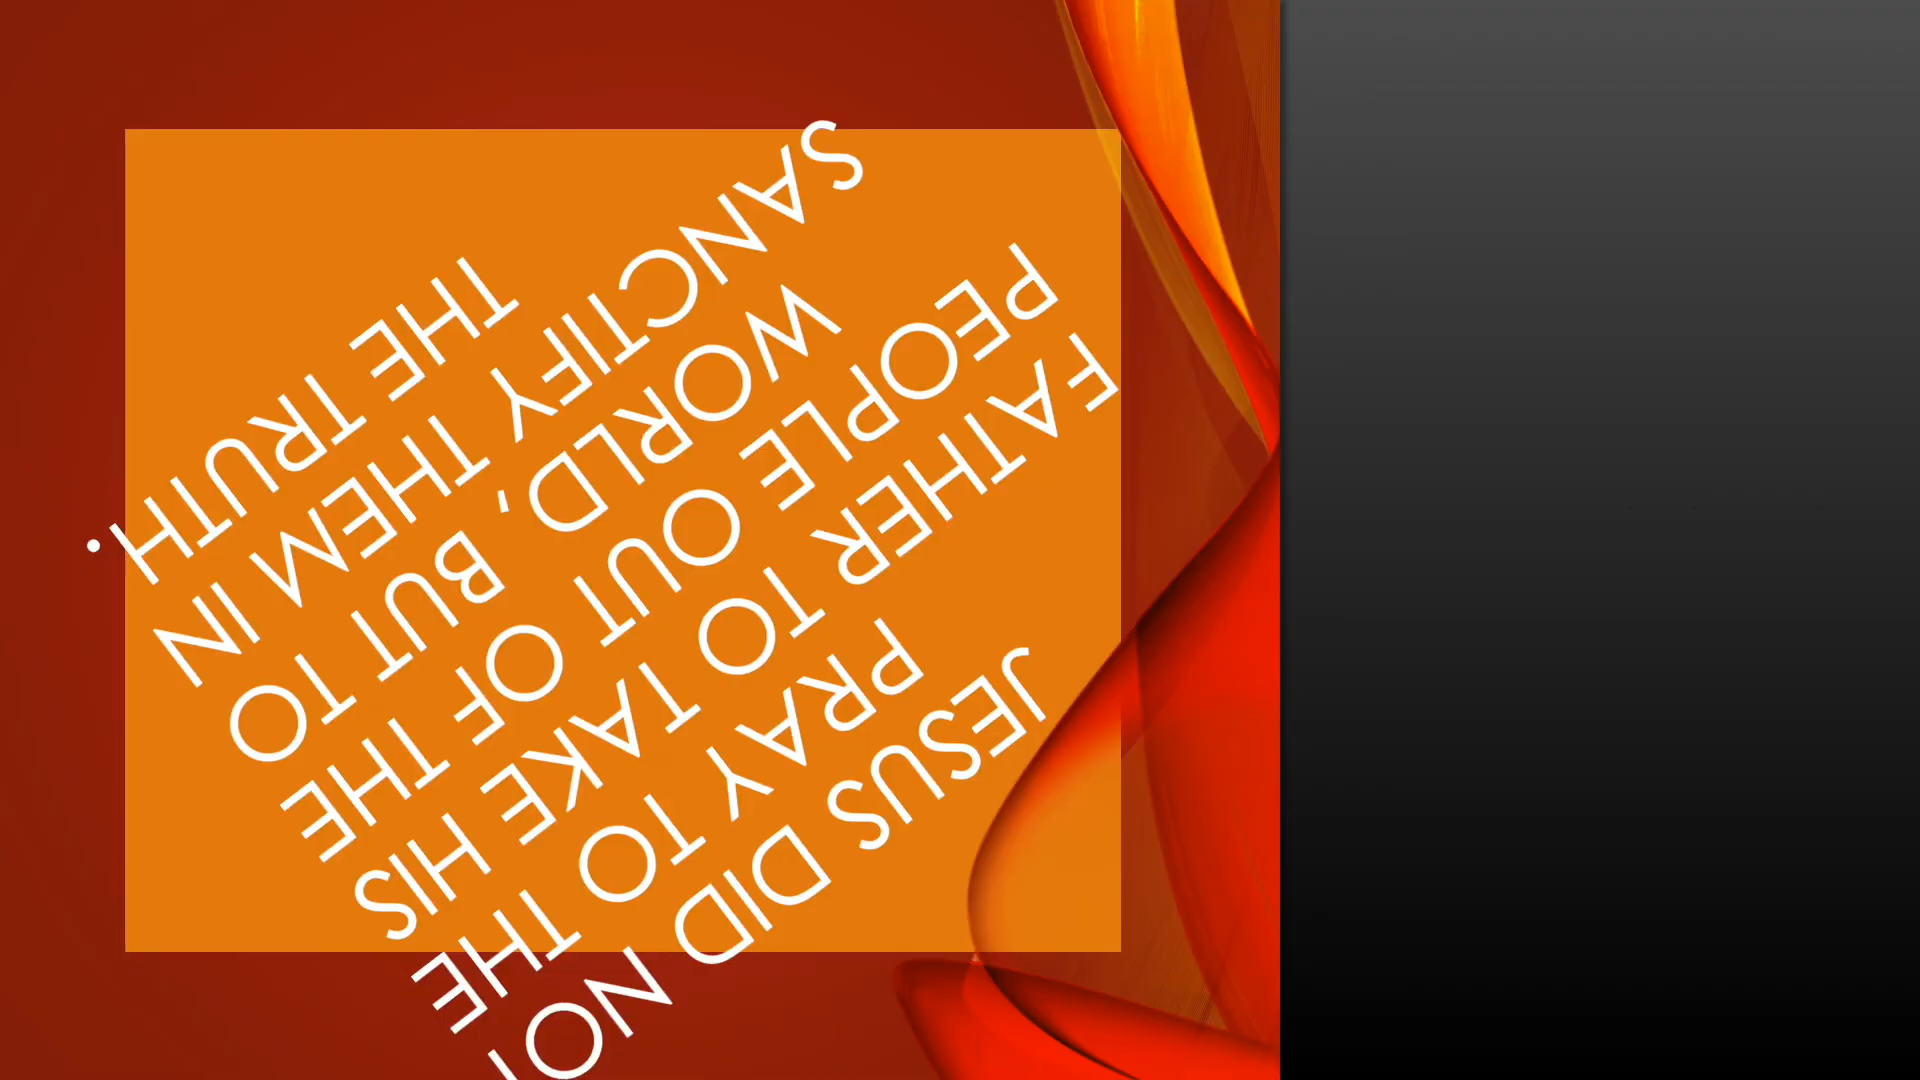 JESUS DID NOT
PRAY TO THE
FATHER TO TAKE HIS
PEOPLE OUT OF THE
WORLD, BUT TO
SANCTIFY THEM IN
THE TRUTH.